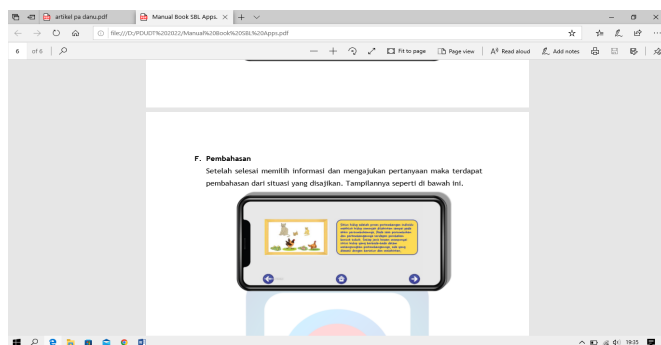 artikel pa danu.pdf
Manual Book SBL Apps.
file:///D:/PDUDT%202022/Manual%20Book%20SBL%20Apps.pdf
6 of 6
Fit to page
Page view
Read aloud
Add notes
F. Pembahasan
Setelah selesai memilih informasi dan mengajukan pertanyaan maka terdapat
pembahasan dari situasi yang disajikan. Tampilannya seperti di bawah ini.
19:35